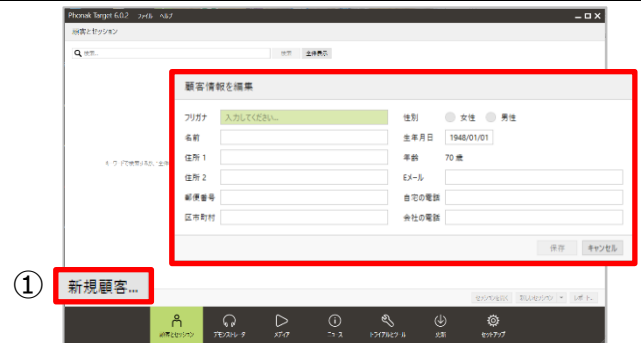 Phonak Target 6.0.2 ファイル ヘルプ
顧客とセッション
検索... 検索 全体表示
顧客情報を編集
フリガナ 入力してください... 性別 女性 男性
名前 生年月日 1948/01/01
住所 1 年齢 70 歳
住所 2 Eメール
郵便番号 自宅の電話
区市町村 会社の電話
保存 キャンセル
① 新規顧客...
顧客とセッション メディア ニュース 更新 セットアップ